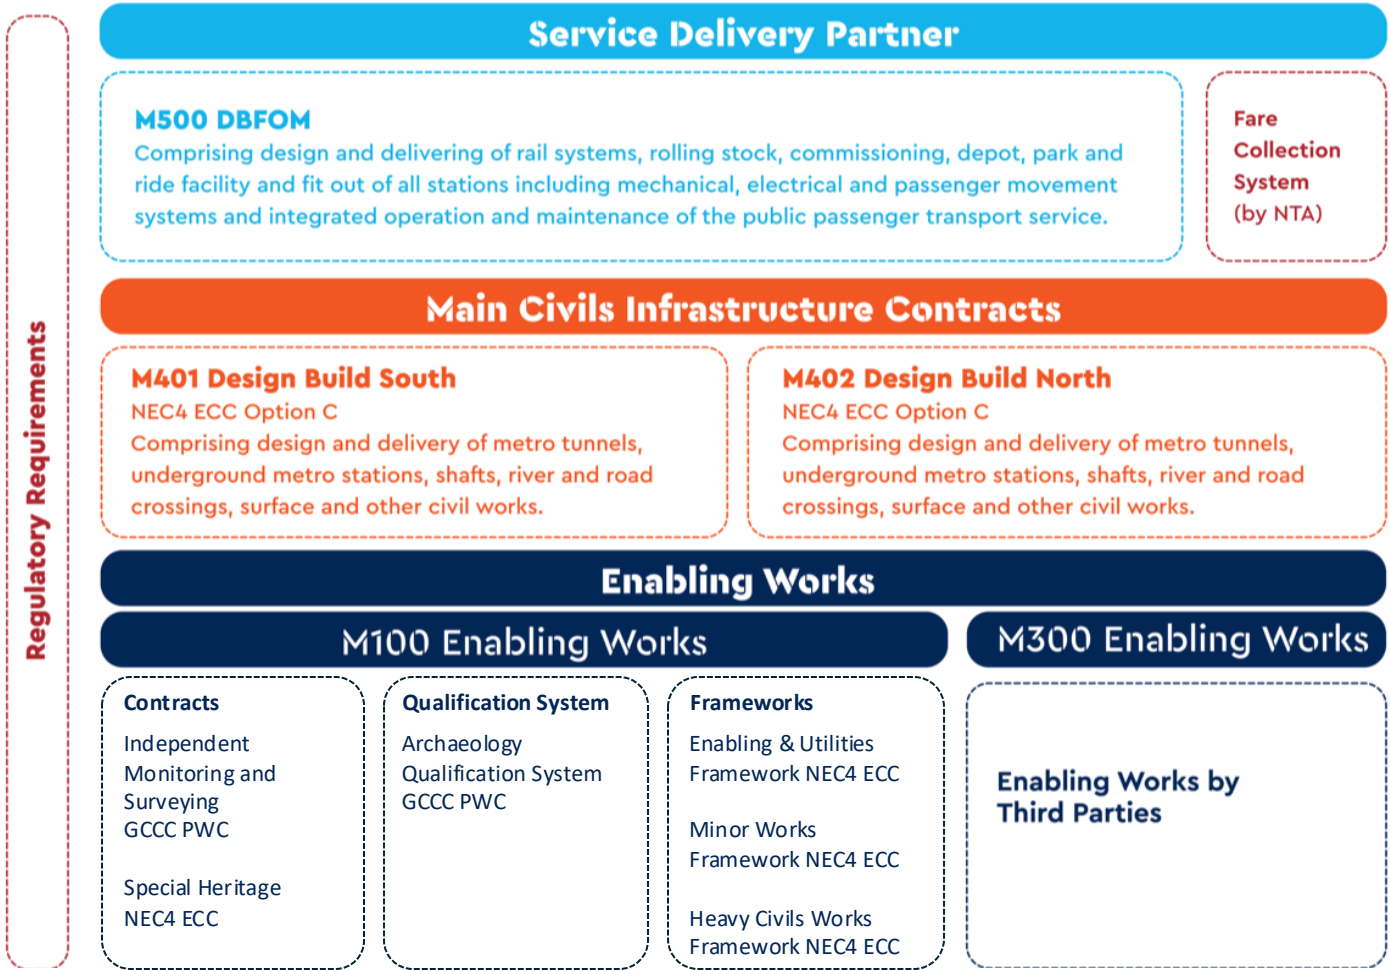 Regulatory Requirements
Service Delivery Partner
M500 DBFOM
Comprising design and delivering of rail systems, rolling stock, commissioning, depot, park and
ride facility and fit out of all stations including mechanical, electrical and passenger movement
systems and integrated operation and maintenance of the public passenger transport service.
Fare
Collection
System
(by NTA)
Main Civils Infrastructure Contracts
M401 Design Build South
NEC4 ECC Option C
Comprising design and delivery of metro tunnels,
underground metro stations, shafts, river and road
crossings, surface and other civil works.
M402 Design Build North
NEC4 ECC Option C
Comprising design and delivery of metro tunnels,
underground metro stations, shafts, river and road
crossings, surface and other civil works.
Enabling Works
M100 Enabling Works
Contracts
Independent
Monitoring and
Surveying
GCCC PWC
Special Heritage
NEC4 ECC
Qualification System
Archaeology
Qualification System
GCCC PWC
Frameworks
Enabling & Utilities
Framework NEC4 ECC
Minor Works
Framework NEC4 ECC
Heavy Civils Works
Framework NEC4 ECC
M300 Enabling Works
Enabling Works by
Third Parties